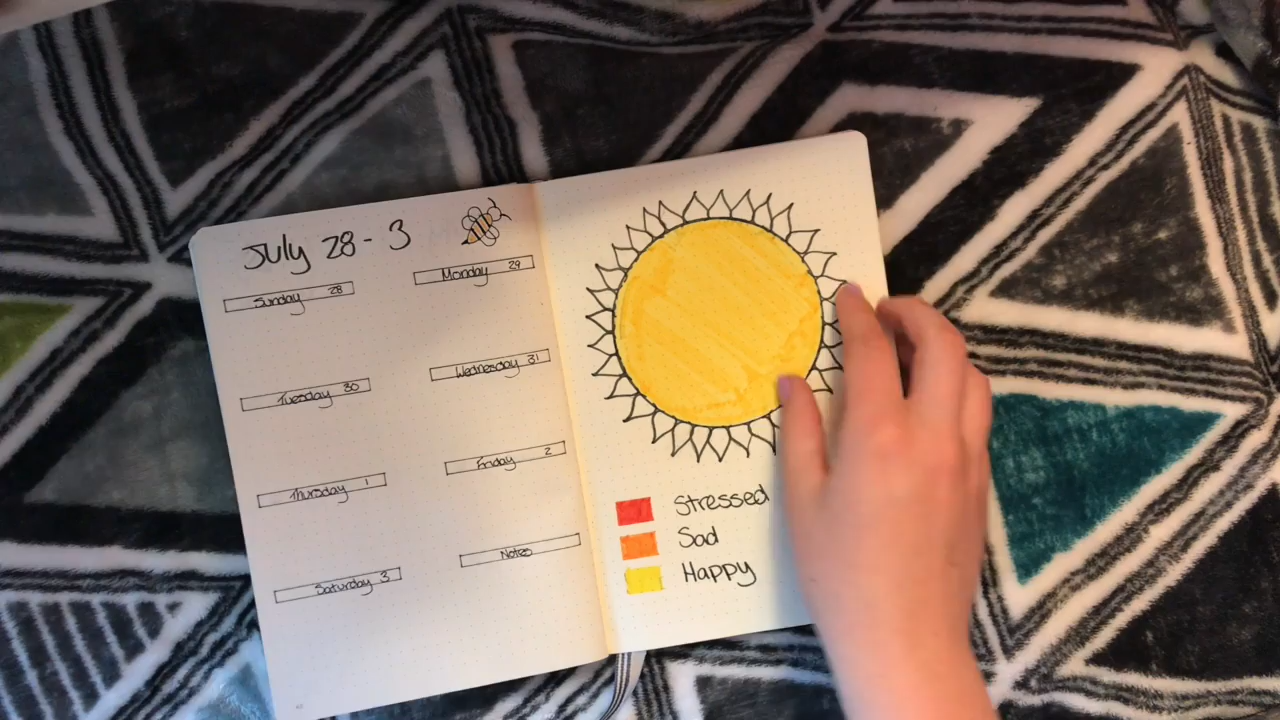 July 28 - 3
Sunday 28
Monday 29
Tuesday 30
Wednesday 31
Thursday 1
Friday 2
Saturday 3
Notes
Stressed
Sad
Happy